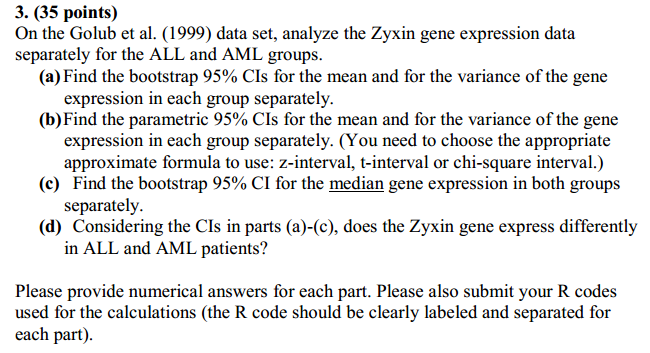 3. (35 points)
On the Golub et al. (1999) data set, analyze the Zyxin gene expression data
separately for the ALL and AML groups.
(a) Find the bootstrap 95% CIs for the mean and for the variance of the gene
expression in each group separately.
(b) Find the parametric 95% CIs for the mean and for the variance of the gene
expression in each group separately. (You need to choose the appropriate
approximate formula to use: z-interval, t-interval or chi-square interval.)
(c) Find the bootstrap 95% CI for the median gene expression in both groups
separately.
(d) Considering the CIs in parts (a)-(c), does the Zyxin gene express differently
in ALL and AML patients?
Please provide numerical answers for each part. Please also submit your R codes
used for the calculations (the R code should be clearly labeled and separated for
each part).